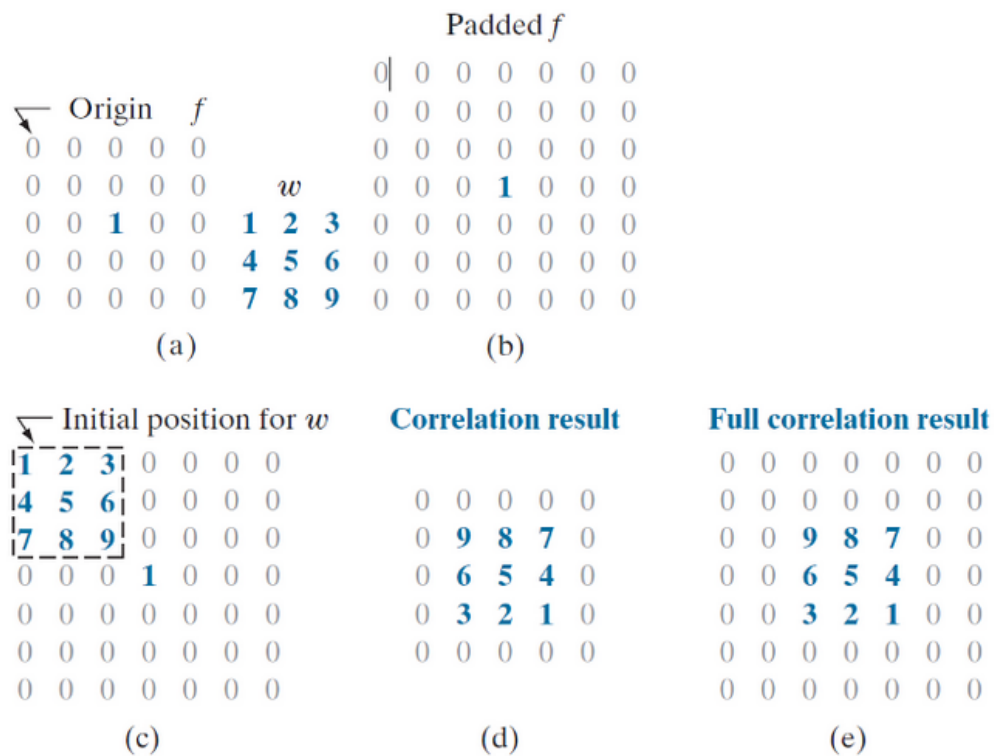 Padded f
0 0 0 0 0 0 0
0 0 0 0 0 0 0
0 0 0 0 0 0 0
0 0 0 1 0 0 0
0 0 0 0 0 0 0
0 0 0 0 0 0 0
0 0 0 0 0 0 0
(b)
Origin f
0 0 0 0 0
0 0 0 0 0
0 0 1 0 0
0 0 0 0 0
0 0 0 0 0
w
1 2 3
4 5 6
7 8 9
(a)
Initial position for w
1 2 3 0 0 0 0
4 5 6 0 0 0 0
7 8 9 0 0 0 0
0 0 0 1 0 0 0
0 0 0 0 0 0 0
0 0 0 0 0 0 0
0 0 0 0 0 0 0
(c)
Correlation result
0 0 0 0 0
0 9 8 7 0
0 6 5 4 0
0 3 2 1 0
0 0 0 0 0
(d)
Full correlation result
0 0 0 0 0 0 0
0 0 0 0 0 0 0
0 0 9 8 7 0 0
0 0 6 5 4 0 0
0 0 3 2 1 0 0
0 0 0 0 0 0 0
0 0 0 0 0 0 0
(e)